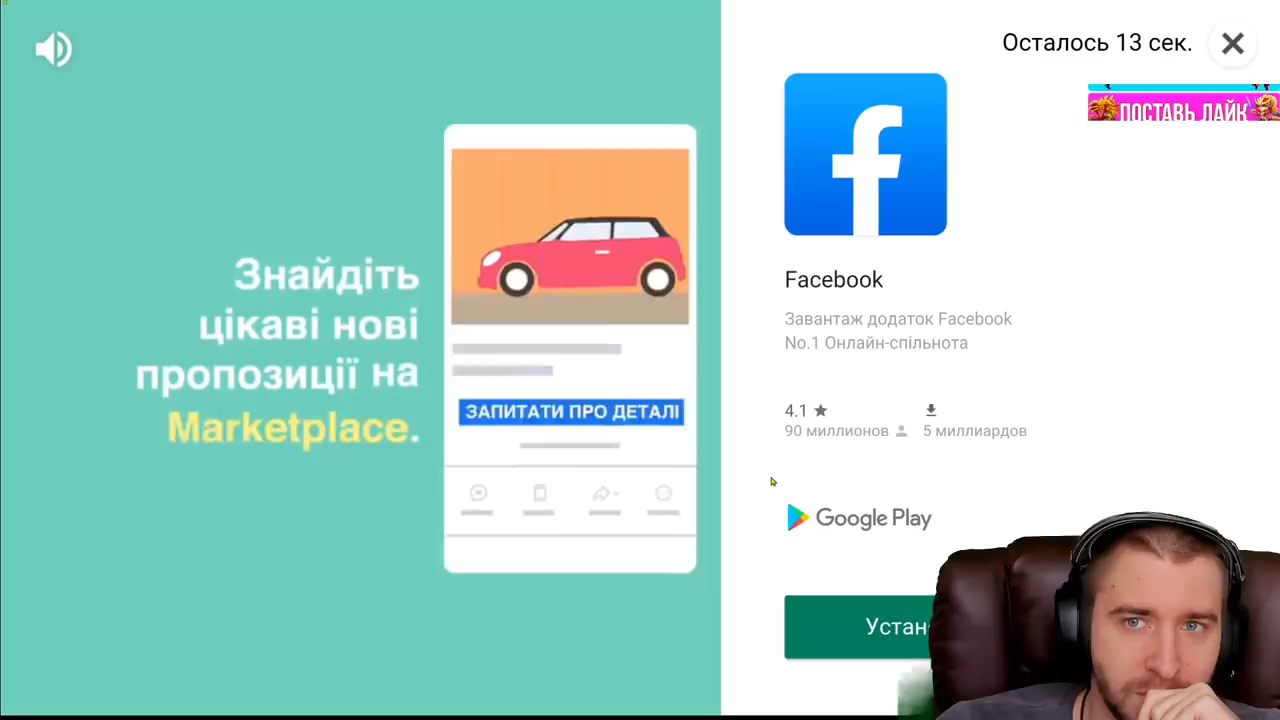 Осталось 13 сек.
ПОСТАВЬ ЛАЙК
Знайдіть
цікаві нові
пропозиції на
Marketplace.
ЗАПИТАТИ ПРО ДЕТАЛІ
Facebook
Завантаж додаток Facebook
No.1 Онлайн-спільнота
4.1 ★
90 миллионов
5 миллиардов
Google Play